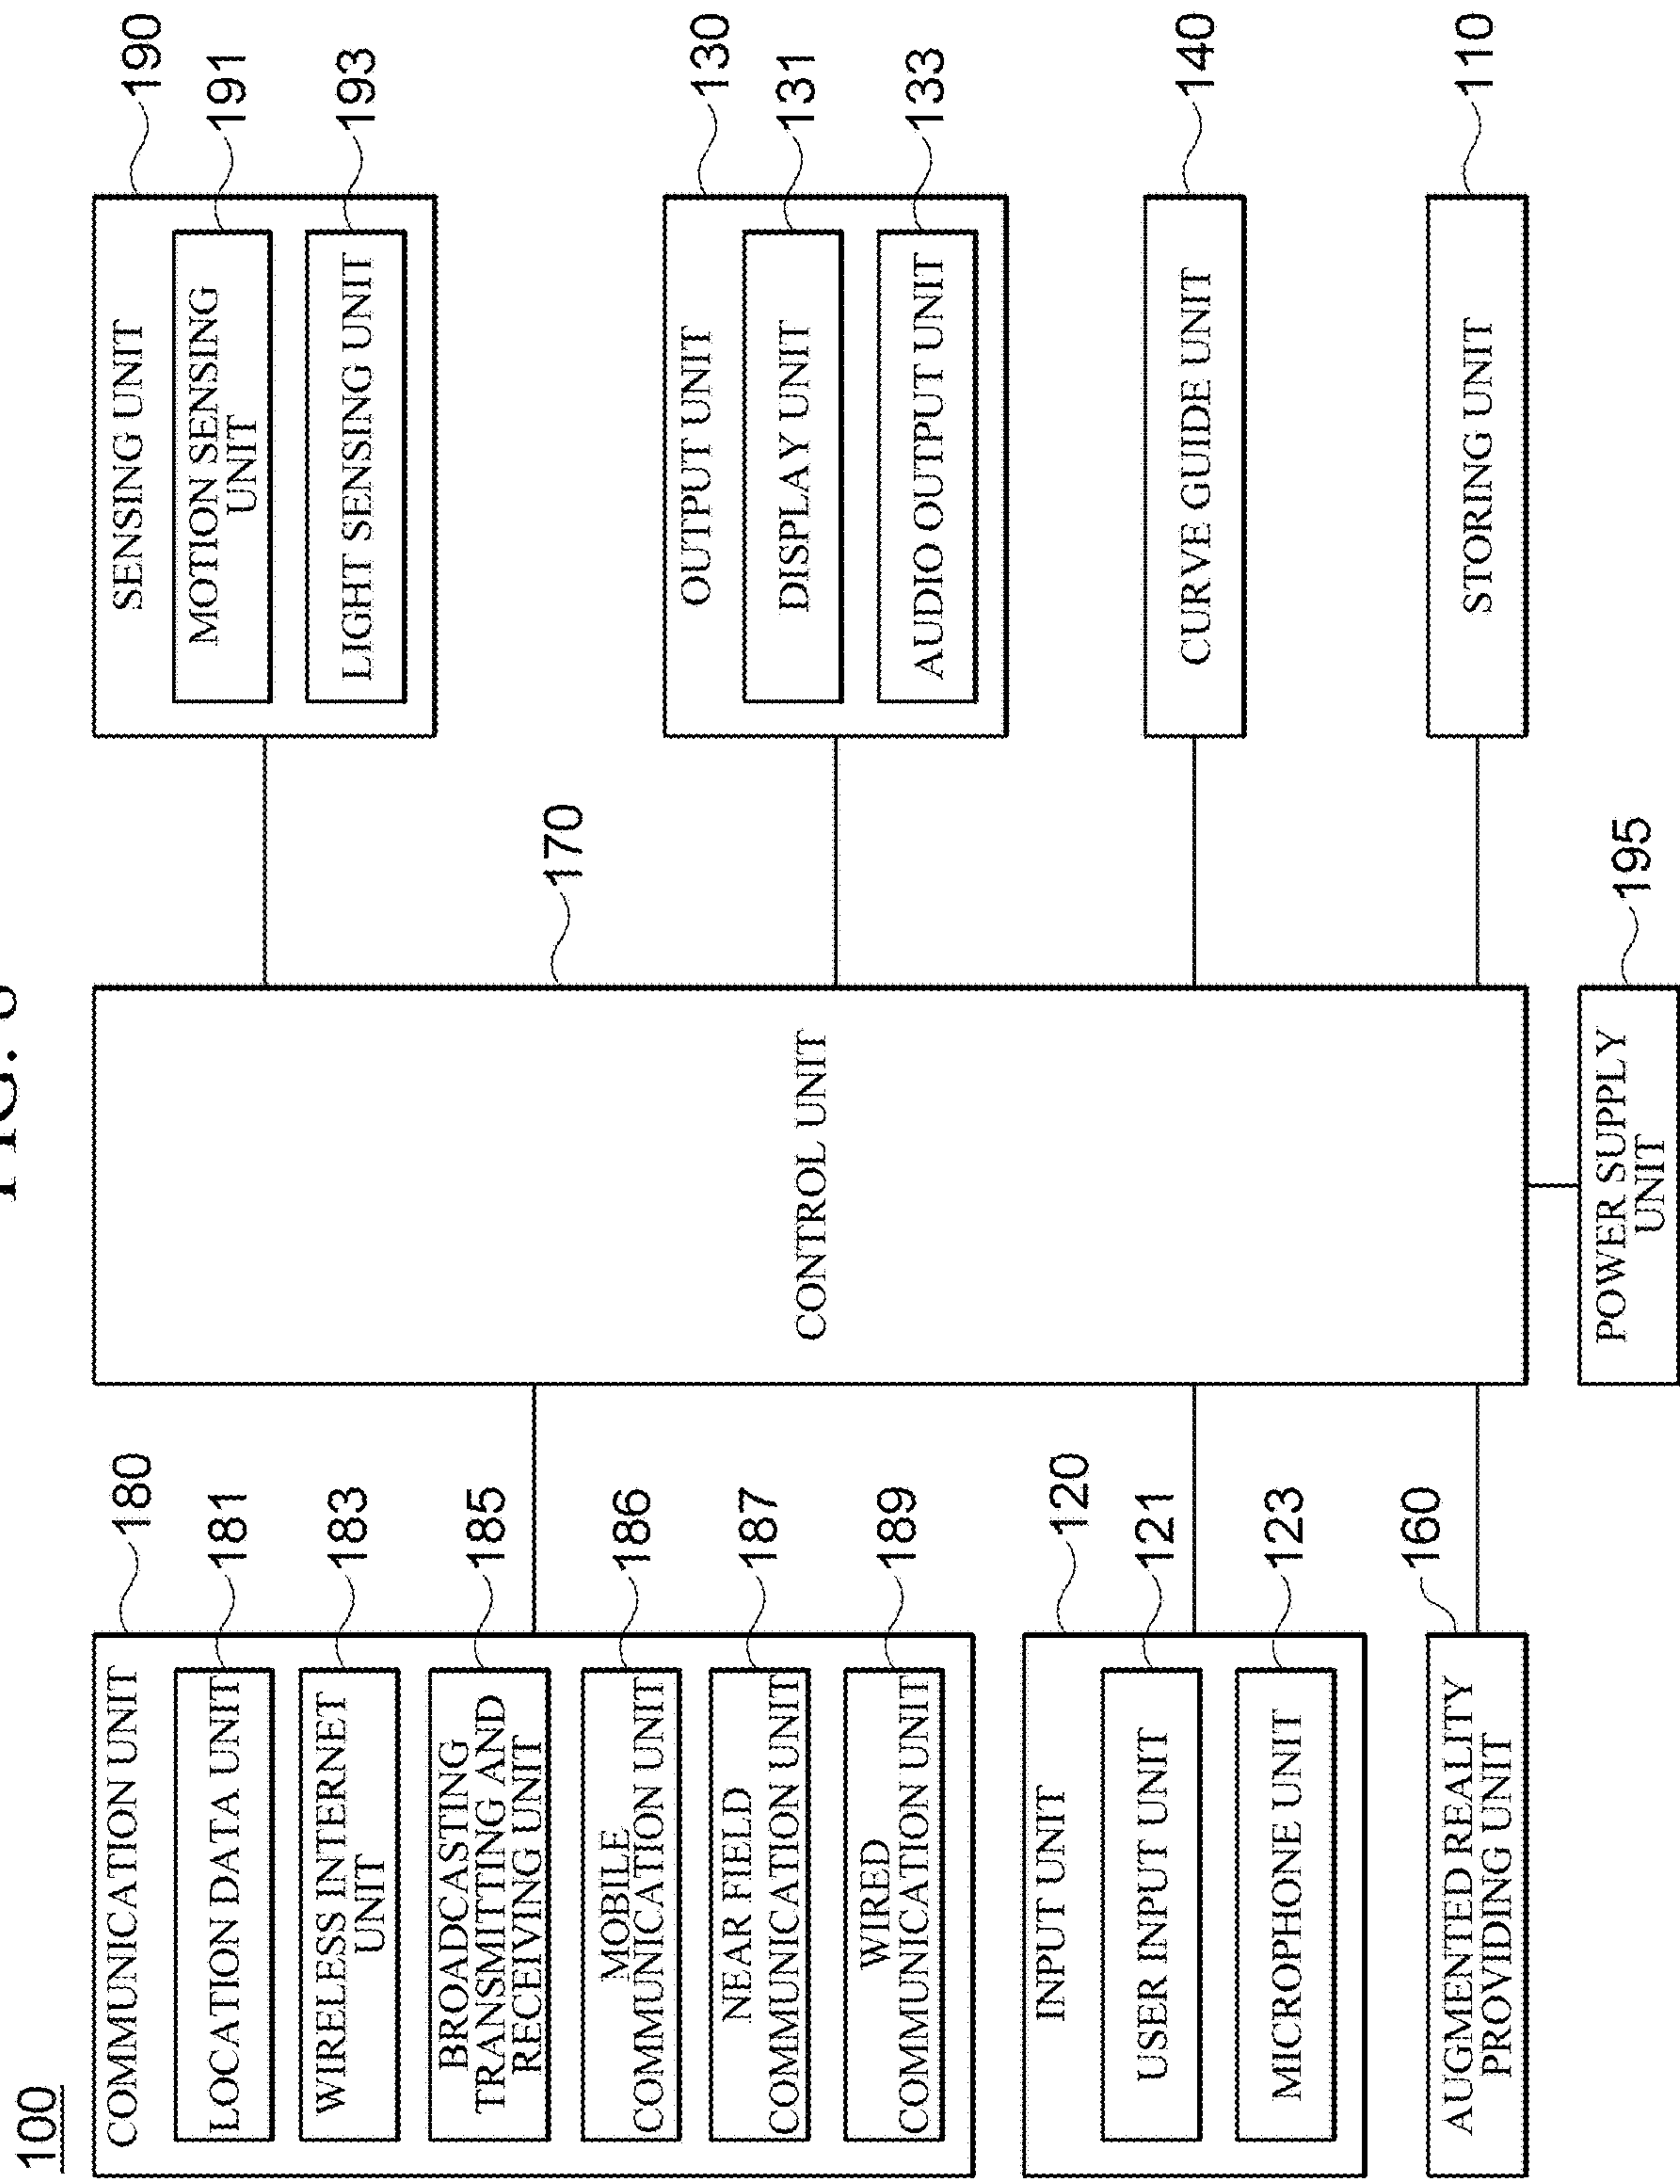 FIG.
100
COMMUNICATION UNIT
180
LOCATION DATA UNIT
181
WIRELESS INTERNET
UNIT
183
BROADCASTING
TRANSMITTING AND
RECEIVING UNIT
185
MOBILE
COMMUNICATION UNIT
186
NEAR FIELD
COMMUNICATION UNIT
187
WIRED
COMMUNICATION UNIT
189
INPUT UNIT
120
USER INPUT UNIT
121
MICROPHONE UNIT
123
AUGMENTED REALITY
PROVIDING UNIT
160
CONTROL UNIT
170
POWER SUPPLY
UNIT
195
SENSING UNIT
190
MOTION SENSING
UNIT
191
LIGHT SENSING UNIT
193
OUTPUT UNIT
130
DISPLAY UNIT
131
AUDIO OUTPUT UNIT
133
CURVE GUIDE UNIT
140
STORING UNIT
110